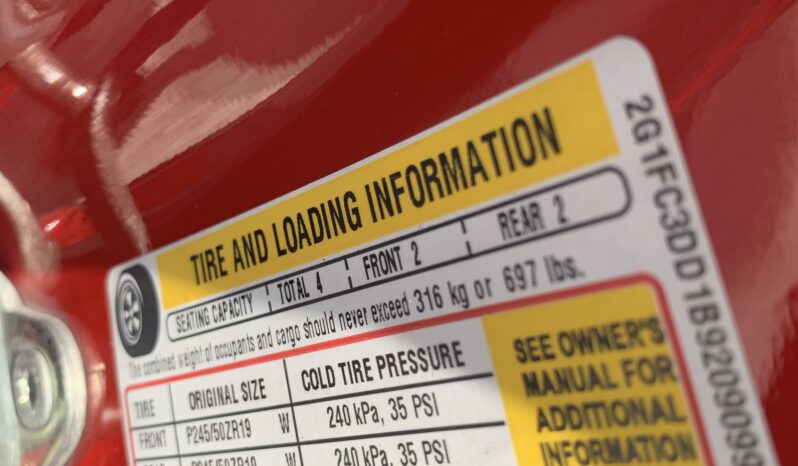 TIRE AND LOADING INFORMATION
SEATING CAPACITY TOTAL 4 FRONT 2 REAR 2
The combined weight of occupants and cargo should never exceed 316 kg or 697 lbs.
TIRE ORIGINAL SIZE COLD TIRE PRESSURE
FRONT P245/50ZR19 W 240 kPa, 35 PSI
P245/50ZR19 240 kPa, 35 PSI
SEE OWNER'S
MANUAL FOR
ADDITIONAL
INFORMATION
2G1FC3DD1B9209099